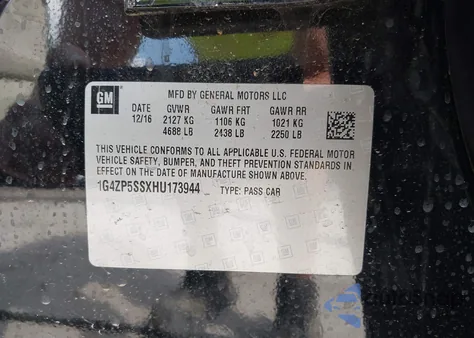 GM
MFD BY GENERAL MOTORS LLC
DATE GVWR GAWR FRT GAWR RR
12/16 2127 KG 1106 KG 1021 KG
4688 LB 2438 LB 2250 LB
THIS VEHICLE CONFORMS TO ALL APPLICABLE U.S. FEDERAL MOTOR
VEHICLE SAFETY, BUMPER, AND THEFT PREVENTION STANDARDS IN
EFFECT ON THE DATE OF MANUFACTURE SHOWN ABOVE.
1G4ZP5SSXHU173944 TYPE: PASS CAR